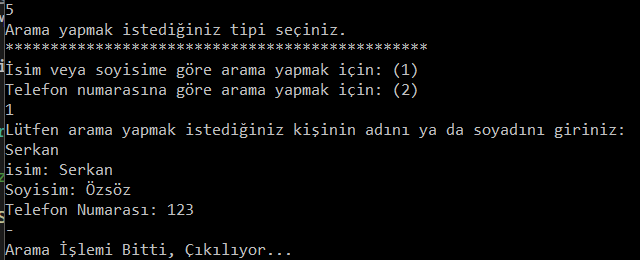 5
Arama yapmak istediğiniz tipi seçiniz.
***********************************************
İsim veya soyisime göre arama yapmak için: (1)
Telefon numarasına göre arama yapmak için: (2)
1
Lütfen arama yapmak istediğiniz kişinin adını ya da soyadını giriniz:
Serkan
isim: Serkan
Soyisim: Özsöz
Telefon Numarası: 123
-
Arama İşlemi Bitti, Çıkılıyor...